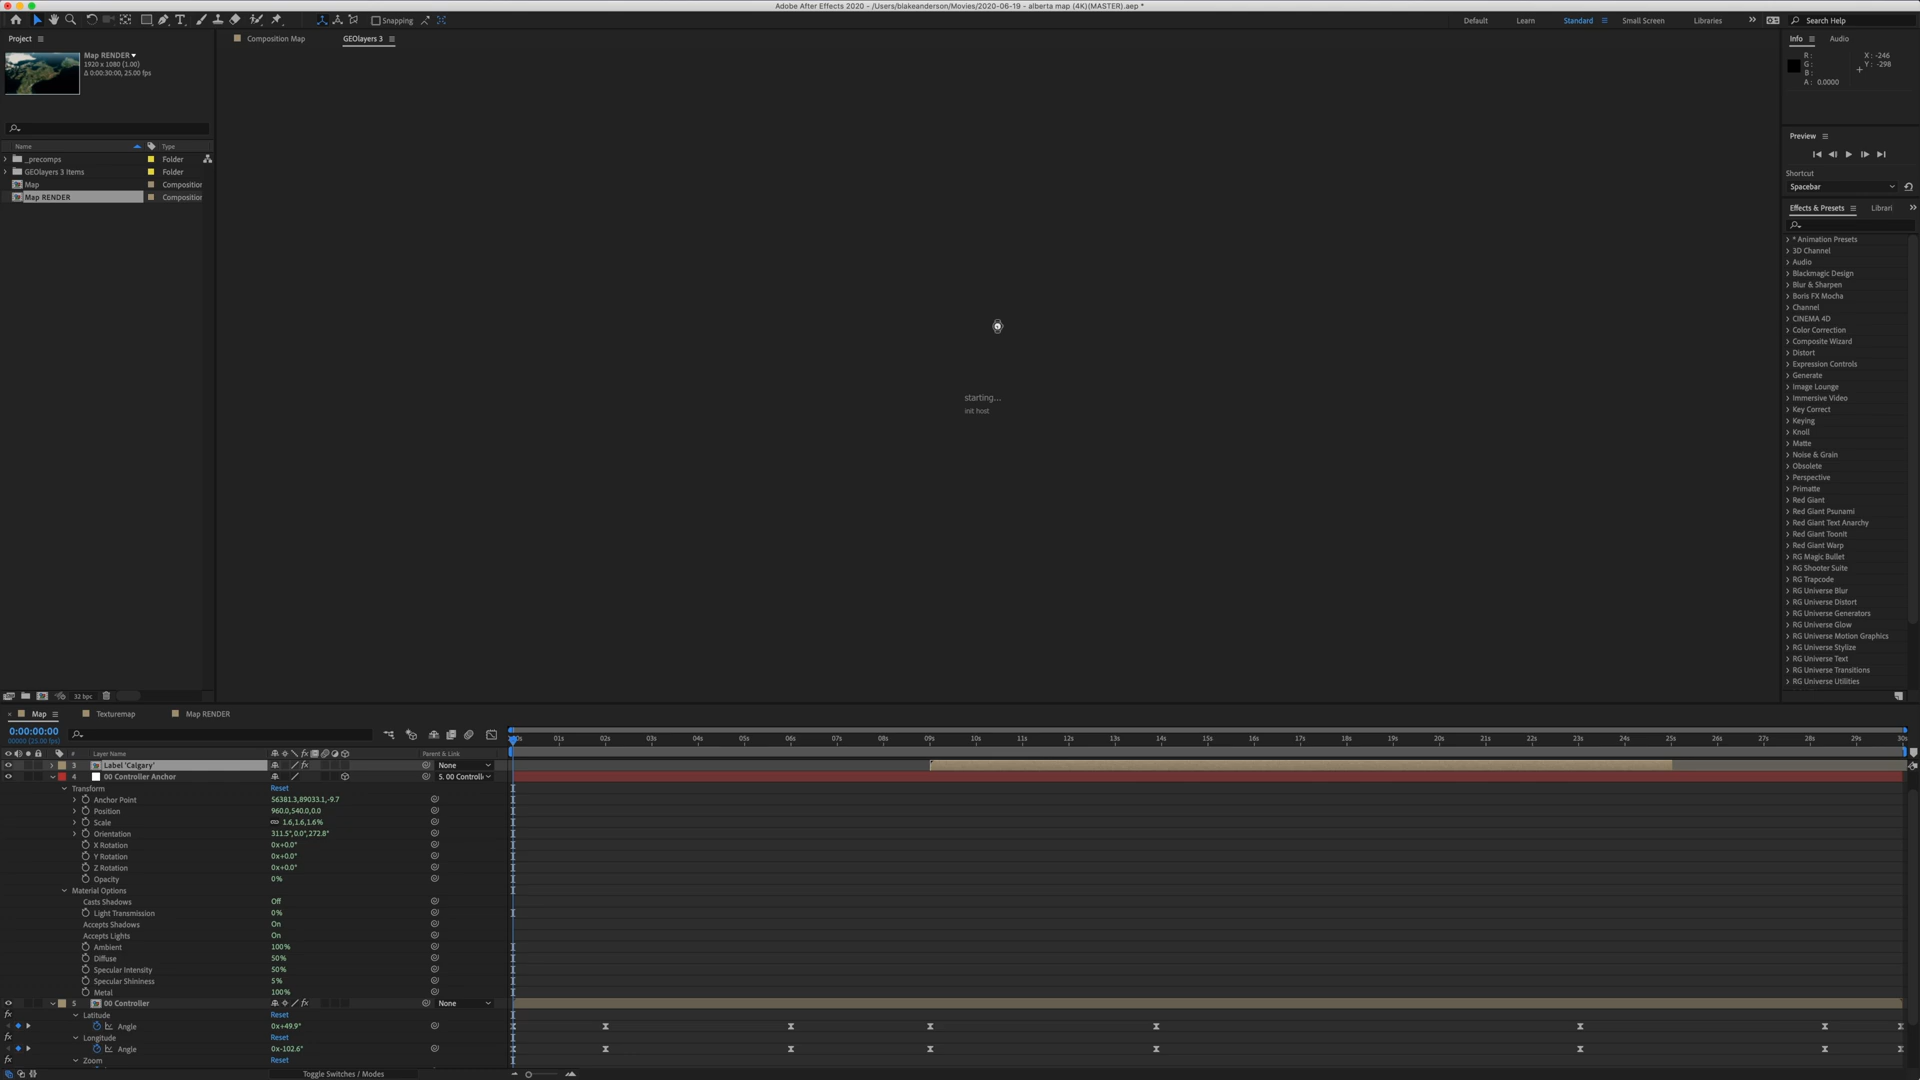 Adobe After Effects 2020 - /Users/blakeanderson/Movies/2020-06-19 - alberta map (4K)(MASTER).aep *
Snapping
Default Learn Standard Small Screen Libraries Search Help
Project
Composition Map GEOlayers 3
Info Audio
Map RENDER
1920 x 1080 (1.00)
Δ 0:00:30:00, 25.00 fps
R :
G :
B :
A : 0.0000
X : -246
Y : -298
Preview
Shortcut
Spacebar
Effects & Presets Librari
Name Type
_precomps Folder
GEOlayers 3 Items Folder
Map Composition
Map RENDER Composition
* Animation Presets
3D Channel
Audio
Blackmagic Design
Blur & Sharpen
Boris FX Mocha
Channel
CINEMA 4D
Color Correction
Composite Wizard
Distort
Expression Controls
Generate
Image Lounge
Immersive Video
Key Correct
Keying
Knoll
Matte
Noise & Grain
Obsolete
Perspective
Primatte
Red Giant
Red Giant Psunami
Red Giant Text Anarchy
Red Giant ToonIt
Red Giant Warp
RG Magic Bullet
RG Shooter Suite
RG Trapcode
RG Universe Blur
RG Universe Distort
RG Universe Generators
RG Universe Glow
RG Universe Motion Graphics
RG Universe Stylize
RG Universe Text
RG Universe Transitions
RG Universe Utilities
starting...
init host
32 bpc
Map Texturemap Map RENDER
0:00:00:00
00000 (25.00 fps)
01s 02s 03s 04s 05s 06s 07s 08s 09s 10s 11s 12s 13s 14s 15s 16s 17s 18s 19s 20s 21s 22s 23s 24s 25s 26s 27s 28s 29s 30s
# Layer Name Parent & Link
3 Label 'Calgary' None
4 00 Controller Anchor 5. 00 Controlle
Transform Reset
Anchor Point 56381.3,89033.1,-9.7
Position 960.0,540.0,0.0
Scale 1.6,1.6,1.6%
Orientation 311.5°,0.0°,272.8°
X Rotation 0x+0.0°
Y Rotation 0x+0.0°
Z Rotation 0x+0.0°
Opacity 0%
Material Options
Casts Shadows Off
Light Transmission 0%
Accepts Shadows On
Accepts Lights On
Ambient 100%
Diffuse 50%
Specular Intensity 50%
Specular Shininess 5%
Metal 100%
5 00 Controller fx None
fx Latitude Reset
Angle 0x+49.9°
fx Longitude Reset
Angle 0x-102.6°
fx Zoom Reset
Toggle Switches / Modes